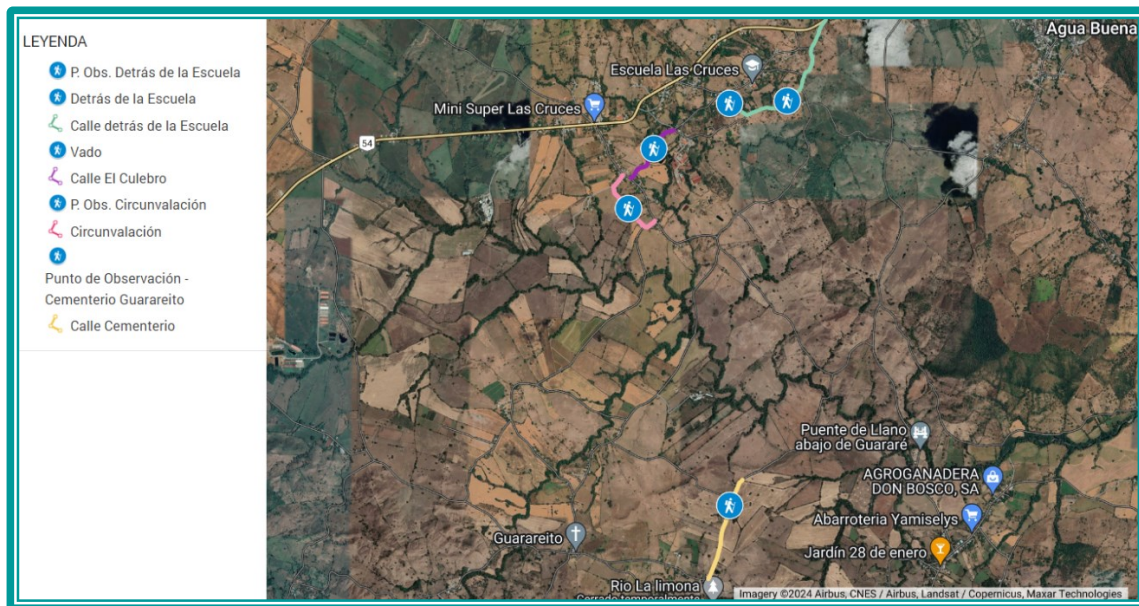 LEYENDA
P. Obs. Detrás de la Escuela
Detrás de la Escuela
Calle detrás de la Escuela
Vado
Calle El Culebro
P. Obs. Circunvalación
Circunvalación
Punto de Observación -
Cementerio Guarareito
Calle Cementerio
Agua Buena
Escuela Las Cruces
Mini Super Las Cruces
54
Puente de Llano
abajo de Guararé
AGROGANADERA
DON BOSCO, SA
Abarroteria Yamiselys
Guarareito
Jardín 28 de enero
Rio La limona
Cerrado temporalmente
Imagery ©2024 Airbus, CNES / Airbus, Landsat / Copernicus, Maxar Technologies